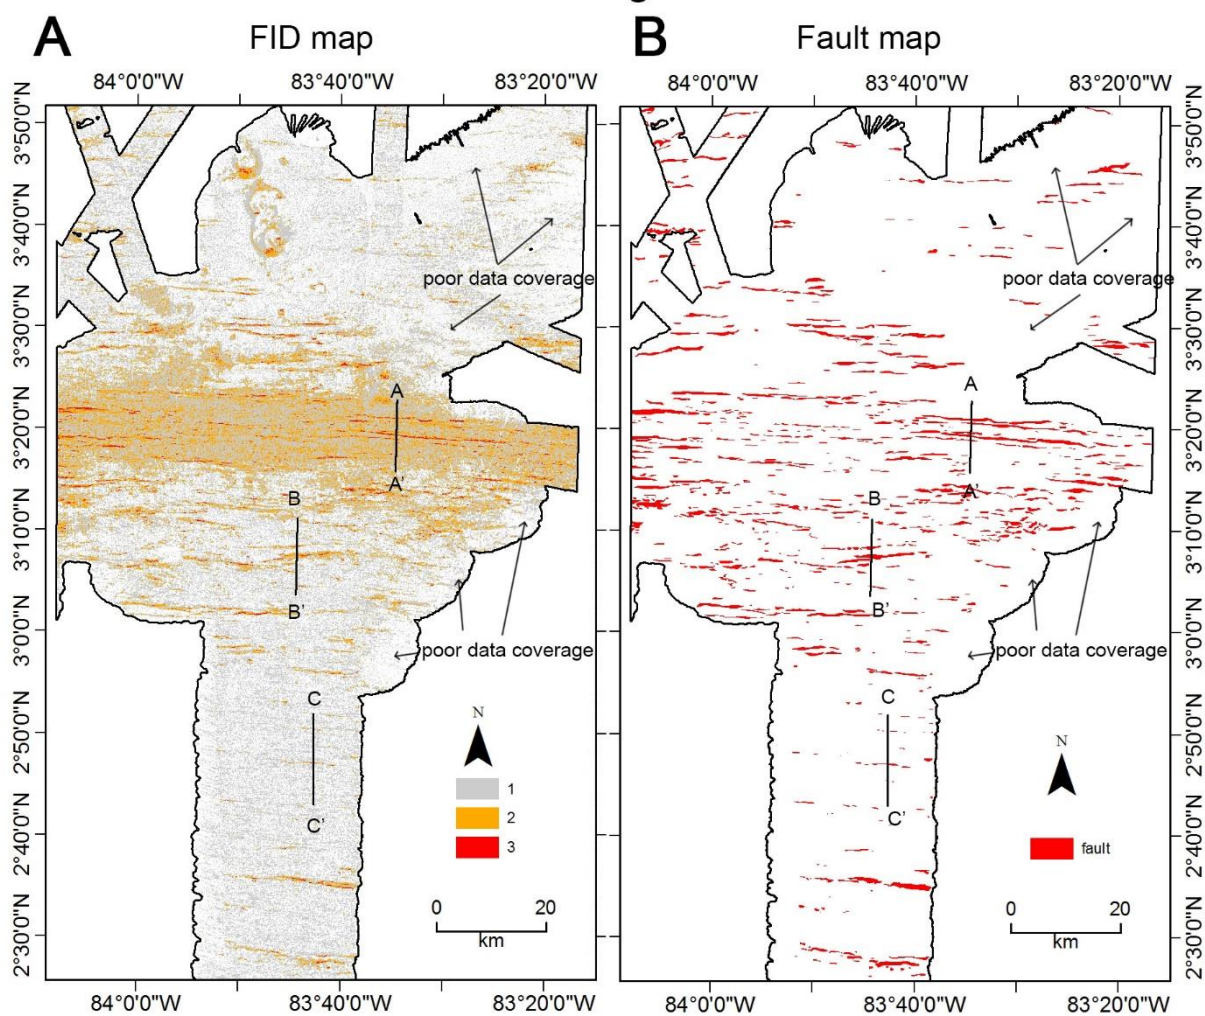 A
FID map
B
Fault map
84°0'0"W
83°40'0"W
83°20'0"W
84°0'0"W
83°40'0"W
83°20'0"W
3°50'0"N
3°40'0"N
3°30'0"N
3°20'0"N
3°10'0"N
3°0'0"N
2°50'0"N
2°40'0"N
2°30'0"N
poor data coverage
A
A'
B
B'
poor data coverage
C
C'
N
1
2
3
0
20
km
poor data coverage
A
A'
B
B'
poor data coverage
C
C'
N
fault
0
20
km
3°50'0"N
3°40'0"N
3°30'0"N
3°20'0"N
3°10'0"N
3°0'0"N
2°50'0"N
2°40'0"N
2°30'0"N
84°0'0"W
83°40'0"W
83°20'0"W
84°0'0"W
83°40'0"W
83°20'0"W